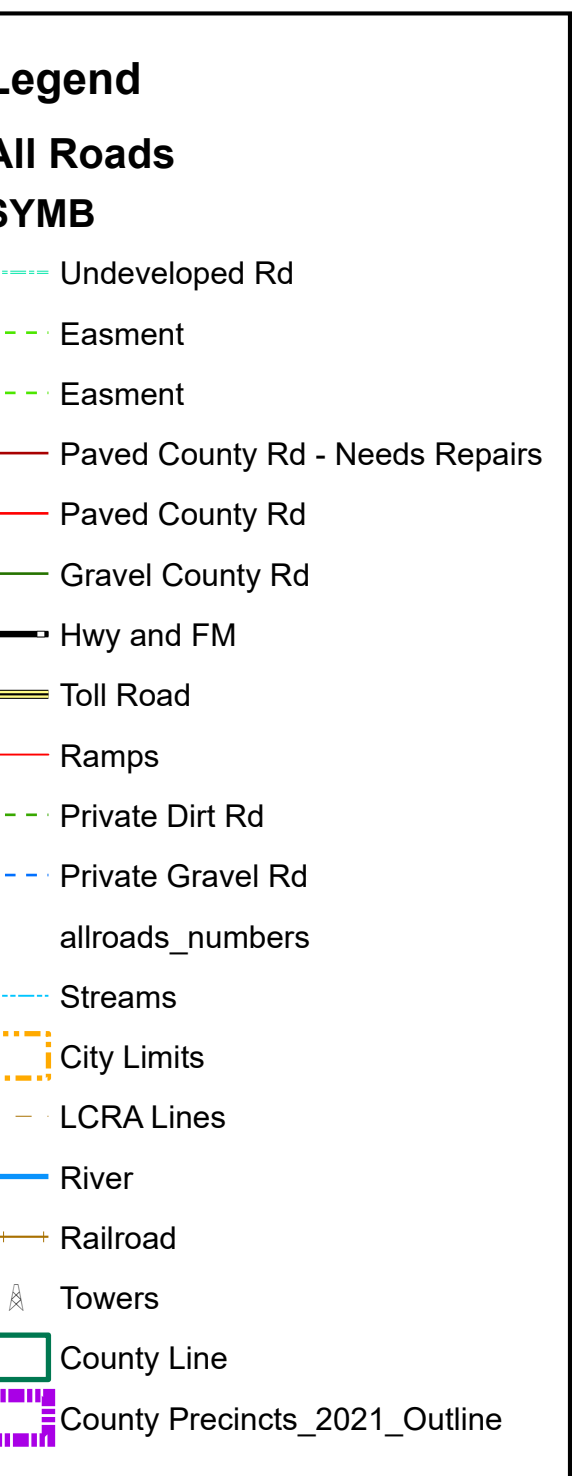 Legend
All Roads
SYMB
Undeveloped Rd
Easment
Easment
Paved County Rd - Needs Repairs
Paved County Rd
Gravel County Rd
Hwy and FM
Toll Road
Ramps
Private Dirt Rd
Private Gravel Rd
allroads_numbers
Streams
City Limits
LCRA Lines
River
Railroad
Towers
County Line
County Precincts_2021_Outline